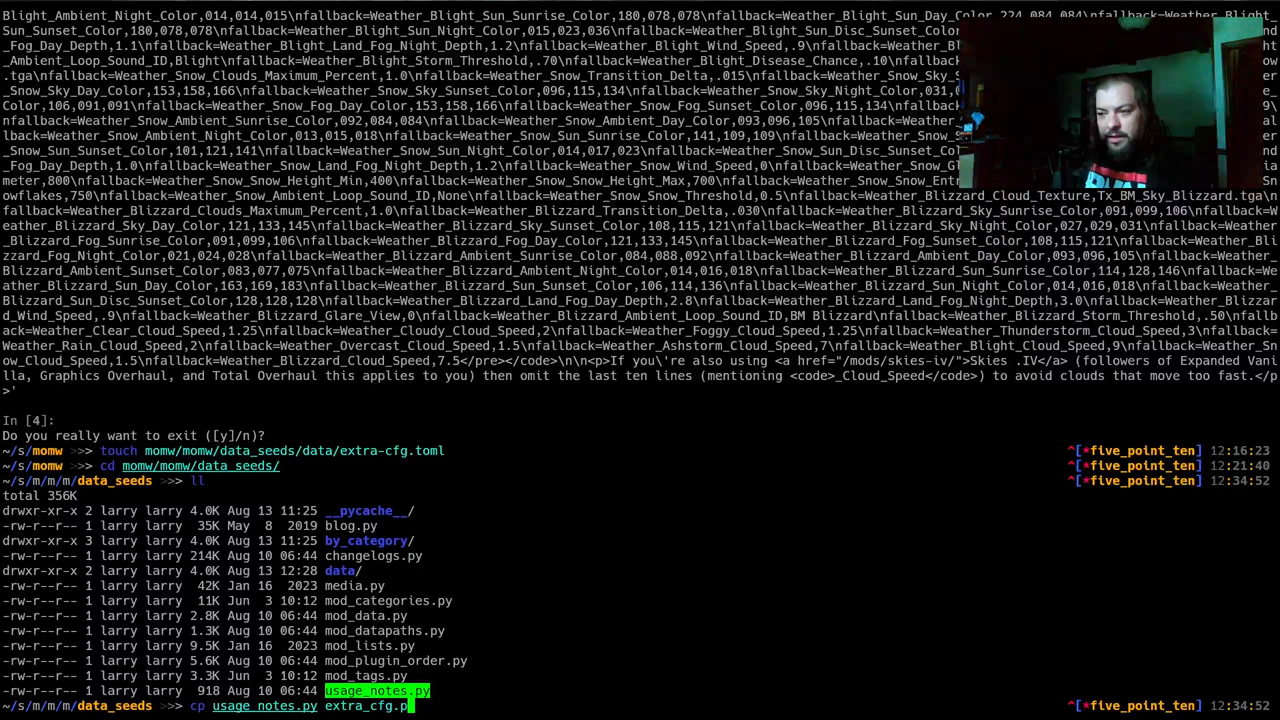 Blight_Ambient_Night_Color,014,014,015\nfallback=Weather_Blight_Sun_Sunrise_Color,180,078,078\nfallback=Weather_Blight_Sun_Day_Color,224,084,084\nfallback=Weather_Blight_
Sun_Sunset_Color,180,078,078\nfallback=Weather_Blight_Sun_Night_Color,015,023,036\nfallback=Weather_Blight_Sun_Disc_Sunset_Col
_Fog_Day_Depth,1.1\nfallback=Weather_Blight_Land_Fog_Night_Depth,1.2\nfallback=Weather_Blight_Wind_Speed,.9\nfallback=Weather_
_Ambient_Loop_Sound_ID,Blight\nfallback=Weather_Blight_Storm_Threshold,.70\nfallback=Weather_Blight_Disease_Chance,.10\nfallba
.tga\nfallback=Weather_Snow_Clouds_Maximum_Percent,1.0\nfallback=Weather_Snow_Transition_Delta,.015\nfallback=Weather_Snow_Sky_S
_Snow_Sky_Day_Color,153,158,166\nfallback=Weather_Snow_Sky_Sunset_Color,096,115,134\nfallback=Weather_Snow_Sky_Night_Color,031,0
Color,106,091,091\nfallback=Weather_Snow_Fog_Day_Color,153,158,166\nfallback=Weather_Snow_Fog_Sunset_Color,096,115,134\nfallback
=Weather_Snow_Ambient_Sunrise_Color,092,084,084\nfallback=Weather_Snow_Ambient_Day_Color,093,096,105\nfallback=Weather_Snow_Ambi
ack=Weather_Snow_Ambient_Night_Color,013,015,018\nfallback=Weather_Snow_Sun_Sunrise_Color,141,109,109\nfallback=Weather_Snow_Sun
_Snow_Sun_Sunset_Color,101,121,141\nfallback=Weather_Snow_Sun_Night_Color,014,017,023\nfallback=Weather_Snow_Sun_Disc_Sunset_Col
_Fog_Day_Depth,1.0\nfallback=Weather_Snow_Land_Fog_Night_Depth,1.2\nfallback=Weather_Snow_Wind_Speed,0\nfallback=Weather_Snow_Gl
meter,800\nfallback=Weather_Snow_Snow_Height_Min,400\nfallback=Weather_Snow_Snow_Height_Max,700\nfallback=Weather_Snow_Snow_Entr
owflakes,750\nfallback=Weather_Snow_Ambient_Loop_Sound_ID,None\nfallback=Weather_Snow_Snow_Threshold,0.5\nfallback=Weather_Blizzard_Cloud_Texture,Tx_BM_Sky_Blizzard.tga\n
fallback=Weather_Blizzard_Clouds_Maximum_Percent,1.0\nfallback=Weather_Blizzard_Transition_Delta,.030\nfallback=Weather_Blizzard_Sky_Sunrise_Color,091,099,106\nfallback=W
eather_Blizzard_Sky_Day_Color,121,133,145\nfallback=Weather_Blizzard_Sky_Sunset_Color,108,115,121\nfallback=Weather_Blizzard_Sky_Night_Color,027,029,031\nfallback=Weather
_Blizzard_Fog_Sunrise_Color,091,099,106\nfallback=Weather_Blizzard_Fog_Day_Color,121,133,145\nfallback=Weather_Blizzard_Fog_Sunset_Color,108,115,121\nfallback=Weather_Bli
zzard_Fog_Night_Color,021,024,028\nfallback=Weather_Blizzard_Ambient_Sunrise_Color,084,088,092\nfallback=Weather_Blizzard_Ambient_Day_Color,093,096,105\nfallback=Weather_
Blizzard_Ambient_Sunset_Color,083,077,075\nfallback=Weather_Blizzard_Ambient_Night_Color,014,016,018\nfallback=Weather_Blizzard_Sun_Sunrise_Color,114,128,146\nfallback=We
ather_Blizzard_Sun_Day_Color,163,169,183\nfallback=Weather_Blizzard_Sun_Sunset_Color,106,114,136\nfallback=Weather_Blizzard_Sun_Night_Color,014,016,018\nfallback=Weather_
Blizzard_Sun_Disc_Sunset_Color,128,128,128\nfallback=Weather_Blizzard_Land_Fog_Day_Depth,2.8\nfallback=Weather_Blizzard_Land_Fog_Night_Depth,3.0\nfallback=Weather_Blizzar
d_Wind_Speed,.9\nfallback=Weather_Blizzard_Glare_View,0\nfallback=Weather_Blizzard_Ambient_Loop_Sound_ID,BM Blizzard\nfallback=Weather_Blizzard_Storm_Threshold,.50\nfallb
ack=Weather_Clear_Cloud_Speed,1.25\nfallback=Weather_Cloudy_Cloud_Speed,2\nfallback=Weather_Foggy_Cloud_Speed,1.25\nfallback=Weather_Thunderstorm_Cloud_Speed,3\nfallback=
Weather_Rain_Cloud_Speed,2\nfallback=Weather_Overcast_Cloud_Speed,1.5\nfallback=Weather_Ashstorm_Cloud_Speed,7\nfallback=Weather_Blight_Cloud_Speed,9\nfallback=Weather_Sn
ow_Cloud_Speed,1.5\nfallback=Weather_Blizzard_Cloud_Speed,7.5</pre></code>\n\n<p>If you\'re also using <a href="/mods/skies-iv/">Skies .IV</a> (followers of Expanded Vani
lla, Graphics Overhaul, and Total Overhaul this applies to you) then omit the last ten lines (mentioning <code>_Cloud_Speed</code>) to avoid clouds that move too fast.</p
>'
In [4]:
Do you really want to exit ([y]/n)?
~/s/momw >>> touch momw/momw/data_seeds/data/extra-cfg.toml ^[*five_point_ten] 12:16:23
~/s/momw >>> cd momw/momw/data_seeds/ ^[*five_point_ten] 12:21:40
~/s/m/m/m/data_seeds >>> ll ^[*five_point_ten] 12:34:52
total 356K
drwxr-xr-x 2 larry larry 4.0K Aug 13 11:25 __pycache__/
-rw-r--r-- 1 larry larry 35K May 8 2019 blog.py
drwxr-xr-x 3 larry larry 4.0K Aug 13 11:25 by_category/
-rw-r--r-- 1 larry larry 214K Aug 10 06:44 changelogs.py
drwxr-xr-x 2 larry larry 4.0K Aug 13 12:28 data/
-rw-r--r-- 1 larry larry 42K Jan 16 2023 media.py
-rw-r--r-- 1 larry larry 11K Jun 3 10:12 mod_categories.py
-rw-r--r-- 1 larry larry 2.8K Aug 10 06:44 mod_data.py
-rw-r--r-- 1 larry larry 1.3K Aug 10 06:44 mod_datapaths.py
-rw-r--r-- 1 larry larry 9.5K Jan 16 2023 mod_lists.py
-rw-r--r-- 1 larry larry 5.6K Aug 10 06:44 mod_plugin_order.py
-rw-r--r-- 1 larry larry 3.3K Jun 3 10:12 mod_tags.py
-rw-r--r-- 1 larry larry 918 Aug 10 06:44 usage_notes.py
~/s/m/m/m/data_seeds >>> cp usage_notes.py extra_cfg.p ^[*five_point_ten] 12:34:52